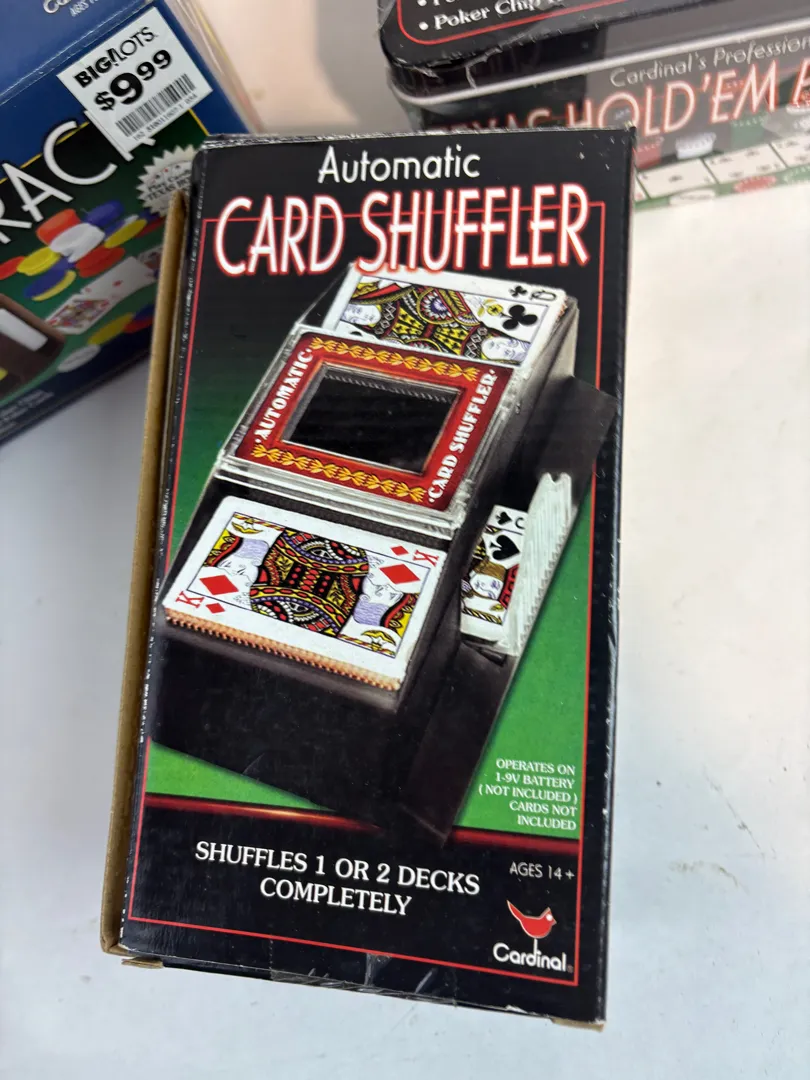 BIG LOTS.
$9.99
• Poker Chip
Cardinal's Profession
TEXAS HOLD'EM
RACK
Automatic
CARD SHUFFLER
Q
• AUTOMATIC •
CARD SHUFFLER •
K
K
J
OPERATES ON
1-9V BATTERY
( NOT INCLUDED )
CARDS NOT
INCLUDED
SHUFFLES 1 OR 2 DECKS
COMPLETELY
AGES 14 +
Cardinal®